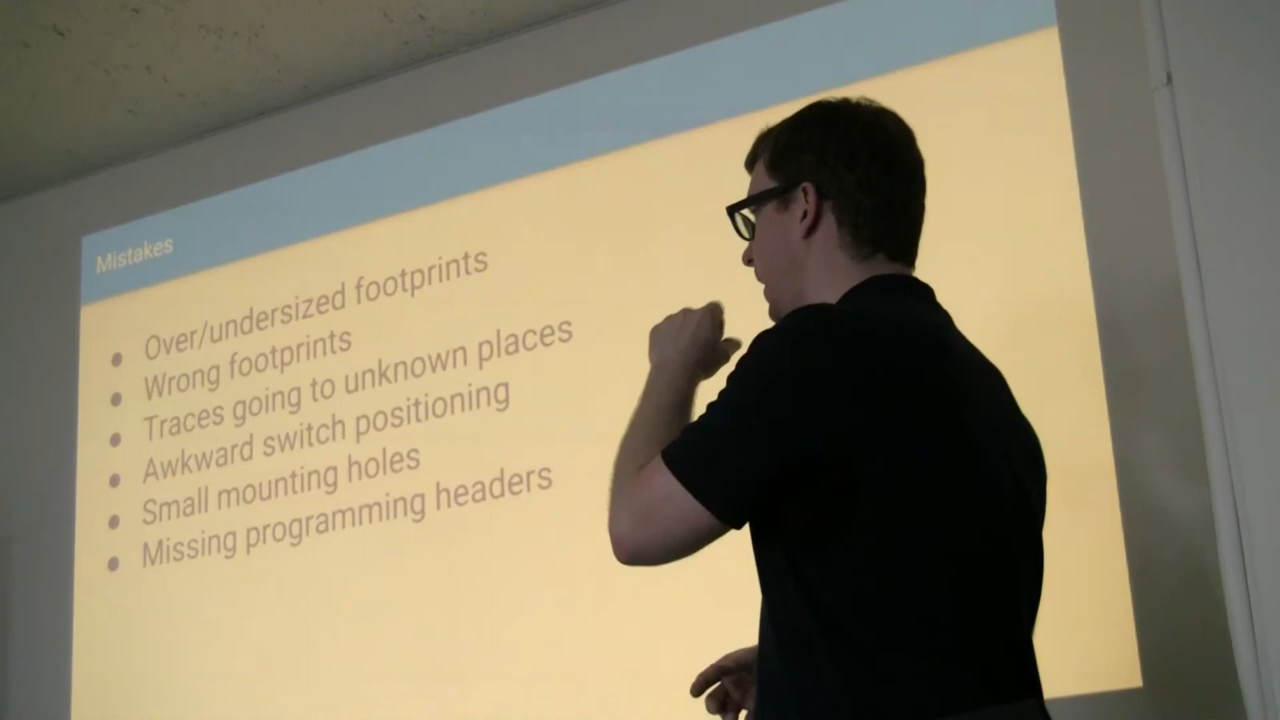 Mistakes
Over/undersized footprints
Wrong footprints
Traces going to unknown places
Awkward switch positioning
Small mounting holes
Missing programming headers